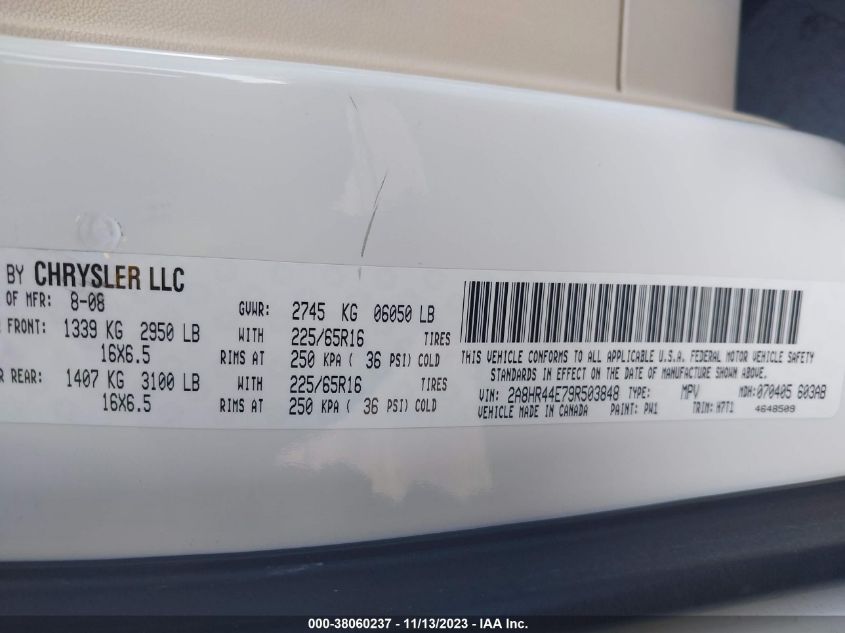 BY CHRYSLER LLC
OF MFR: 8-08 GVWR: 2745 KG 06050 LB
FRONT: 1339 KG 2950 LB WITH 225/65R16 TIRES
16X6.5 RIMS AT 250 KPA ( 36 PSI) COLD
REAR: 1407 KG 3100 LB WITH 225/65R16 TIRES
16X6.5 RIMS AT 250 KPA ( 36 PSI) COLD
THIS VEHICLE CONFORMS TO ALL APPLICABLE U.S.A. FEDERAL MOTOR VEHICLE SAFETY
STANDARDS IN EFFECT ON THE DATE OF MANUFACTURE SHOWN ABOVE.
VIN: 2A8HR44E79R503848 TYPE: MPV MDH: 070405 603AB
VEHICLE MADE IN CANADA PAINT: PW1 TRIM: H7T1 4648509
000-38060237 - 11/13/2023 - IAA Inc.